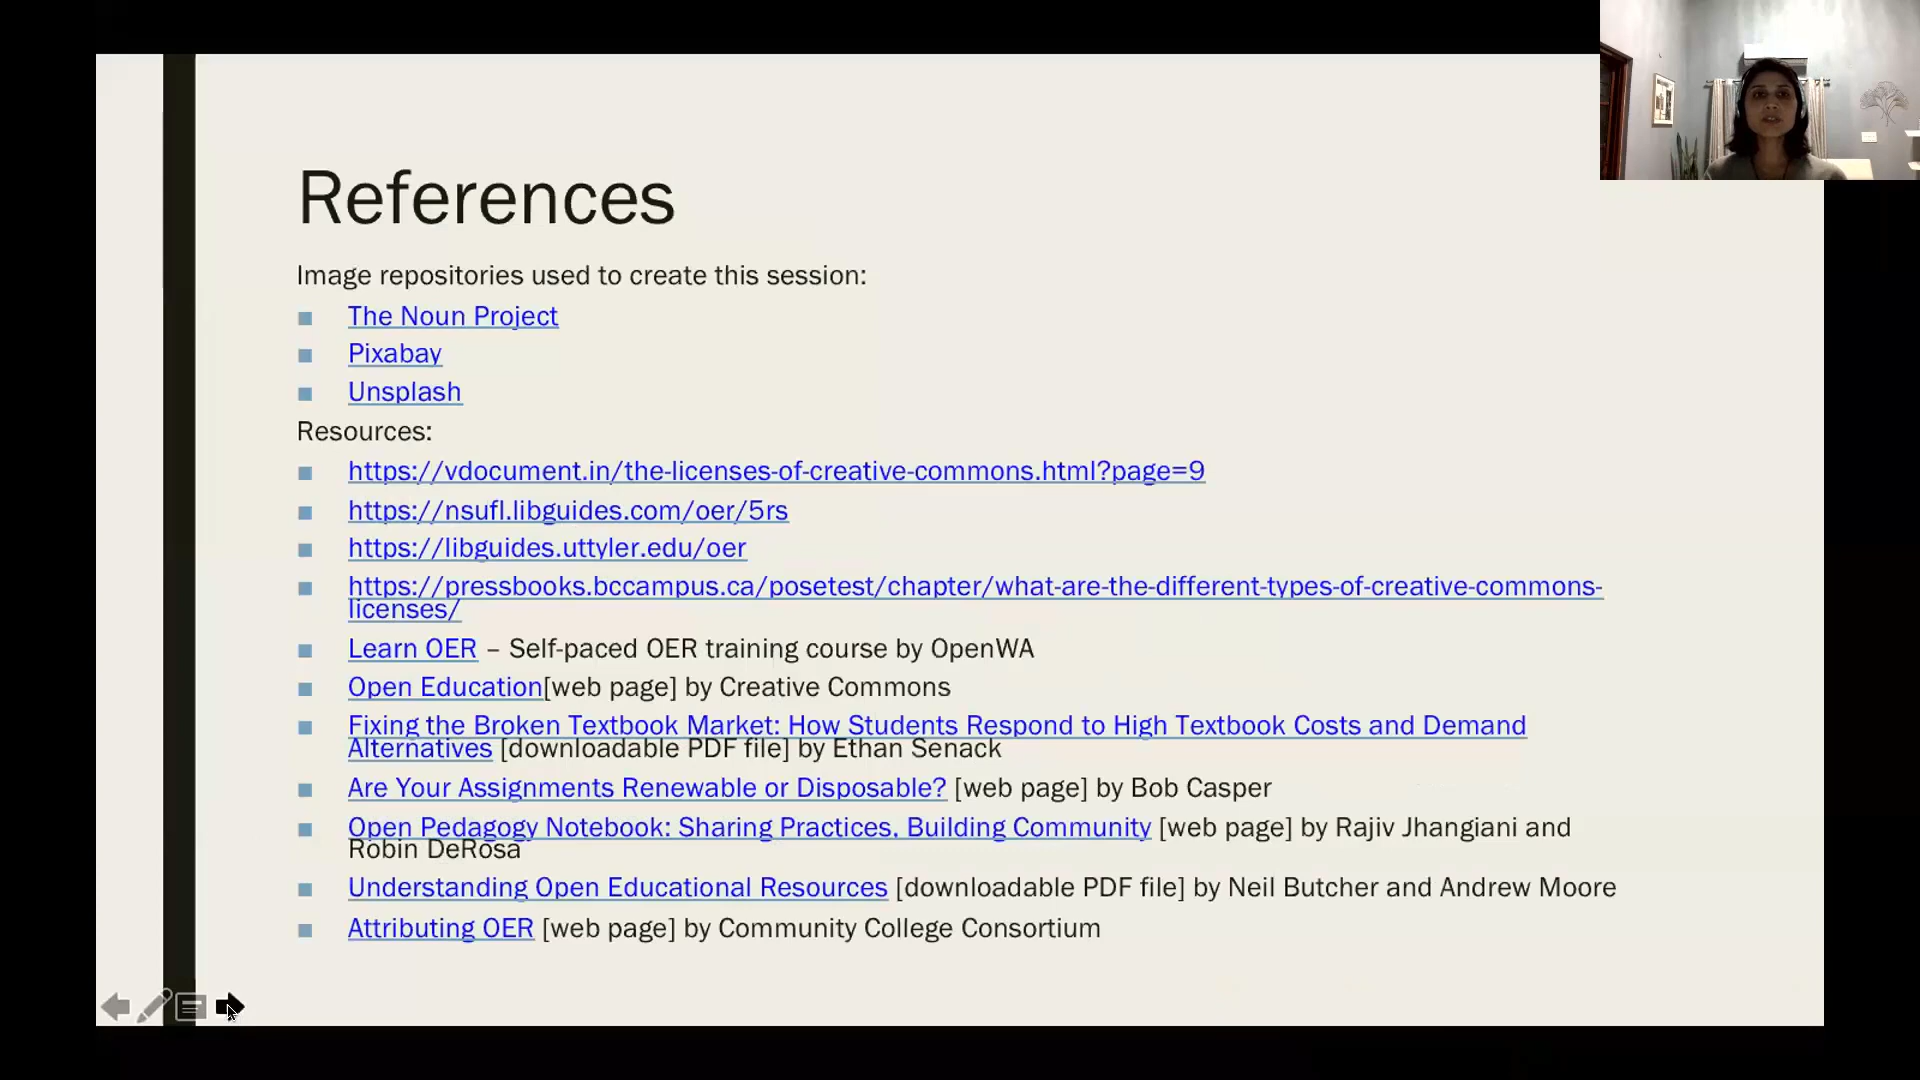 References
Image repositories used to create this session:
The Noun Project
Pixabay
Unsplash
Resources:
https://vdocument.in/the-licenses-of-creative-commons.html?page=9
https://nsufl.libguides.com/oer/5rs
https://libguides.uttyler.edu/oer
https://pressbooks.bccampus.ca/posetest/chapter/what-are-the-different-types-of-creative-commons-
licenses/
Learn OER – Self-paced OER training course by OpenWA
Open Education[web page] by Creative Commons
Fixing the Broken Textbook Market: How Students Respond to High Textbook Costs and Demand
Alternatives [downloadable PDF file] by Ethan Senack
Are Your Assignments Renewable or Disposable? [web page] by Bob Casper
Open Pedagogy Notebook: Sharing Practices, Building Community [web page] by Rajiv Jhangiani and
Robin DeRosa
Understanding Open Educational Resources [downloadable PDF file] by Neil Butcher and Andrew Moore
Attributing OER [web page] by Community College Consortium